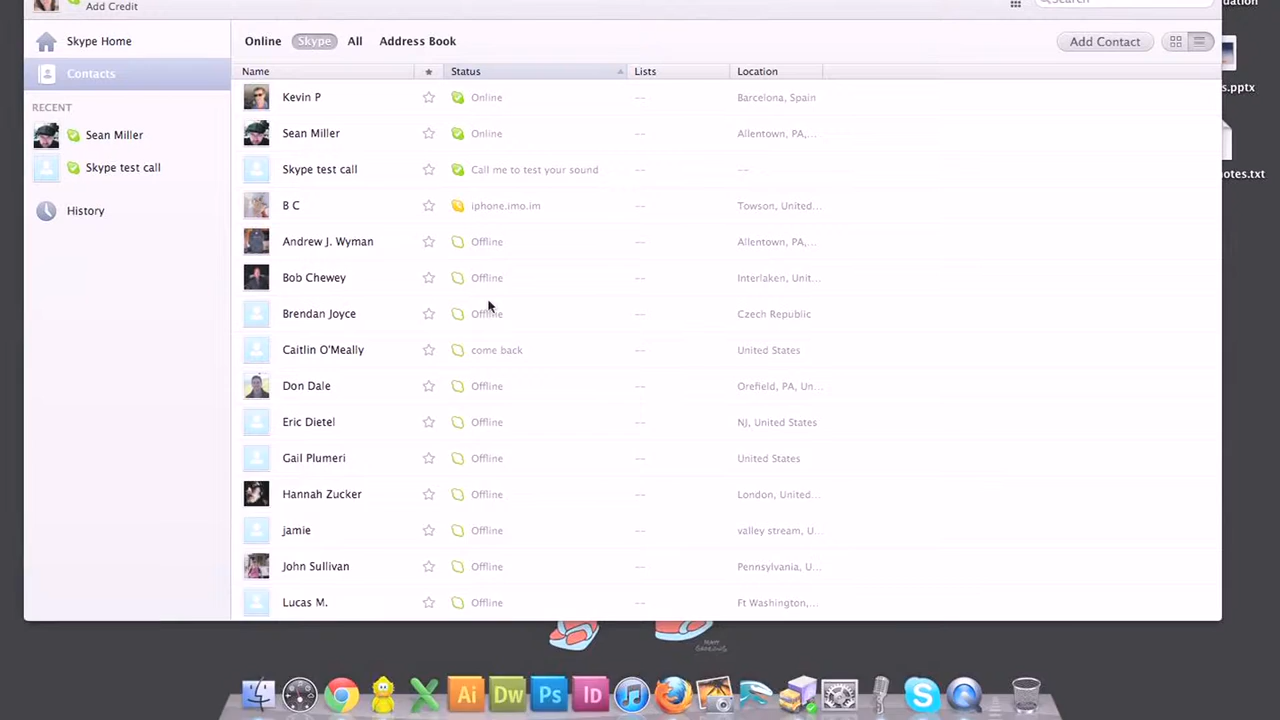 Add Credit
dation
Skype Home
Online Skype All Address Book
Add Contact
Contacts
Name ★ Status Lists Location
s.pptx
Kevin P Online -- Barcelona, Spain
RECENT
Sean Miller
Sean Miller Online -- Allentown, PA,...
Skype test call
Skype test call Call me to test your sound -- --
otes.txt
History
B C iphone.imo.im -- Towson, United...
Andrew J. Wyman Offline -- Allentown, PA,...
Bob Chewey Offline -- Interlaken, Unit...
Brendan Joyce Offline -- Czech Republic
Caitlin O'Meally come back -- United States
Don Dale Offline -- Orefield, PA, Un...
Eric Dietel Offline -- NJ, United States
Gail Plumeri Offline -- United States
Hannah Zucker Offline -- London, United...
jamie Offline -- valley stream, U...
John Sullivan Offline -- Pennsylvania, U...
Lucas M. Offline -- Ft Washington,...
Ai Dw Ps Id